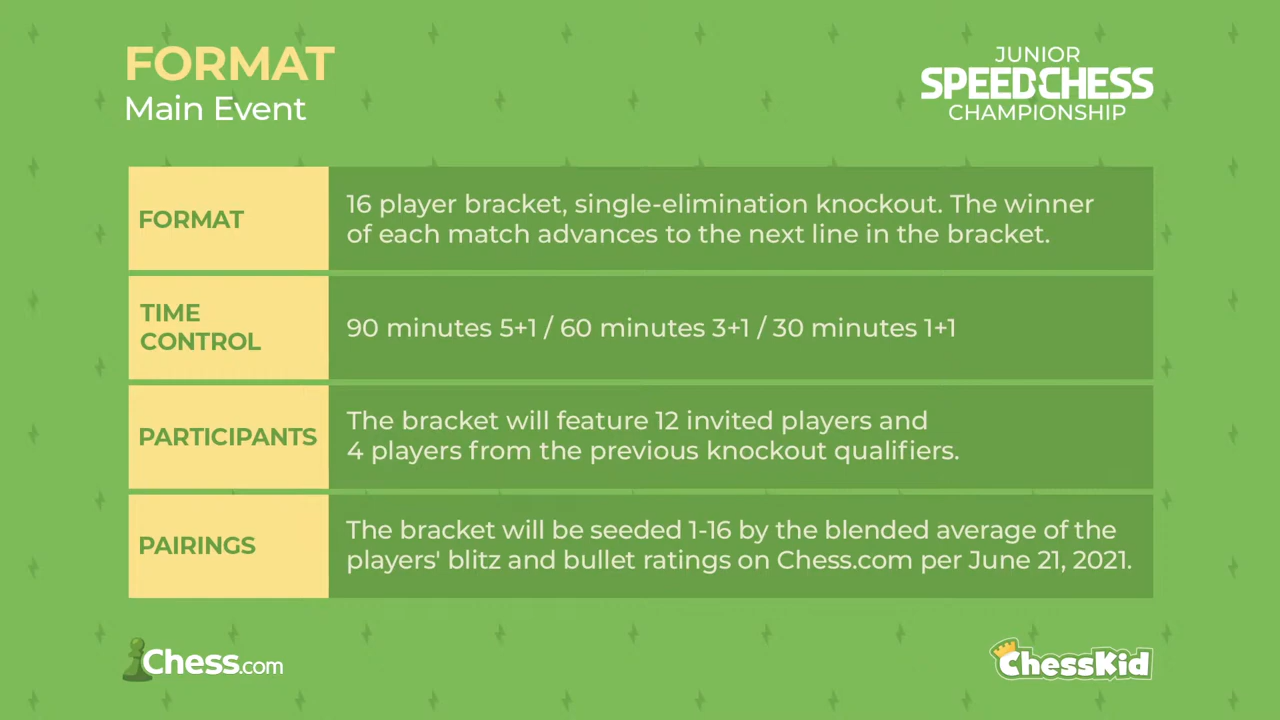 FORMAT
Main Event
JUNIOR
SPEED CHESS
CHAMPIONSHIP
FORMAT
16 player bracket, single-elimination knockout. The winner
of each match advances to the next line in the bracket.
TIME
CONTROL
90 minutes 5+1 / 60 minutes 3+1 / 30 minutes 1+1
PARTICIPANTS
The bracket will feature 12 invited players and
4 players from the previous knockout qualifiers.
PAIRINGS
The bracket will be seeded 1-16 by the blended average of the
players' blitz and bullet ratings on Chess.com per June 21, 2021.
Chess.com
ChessKid